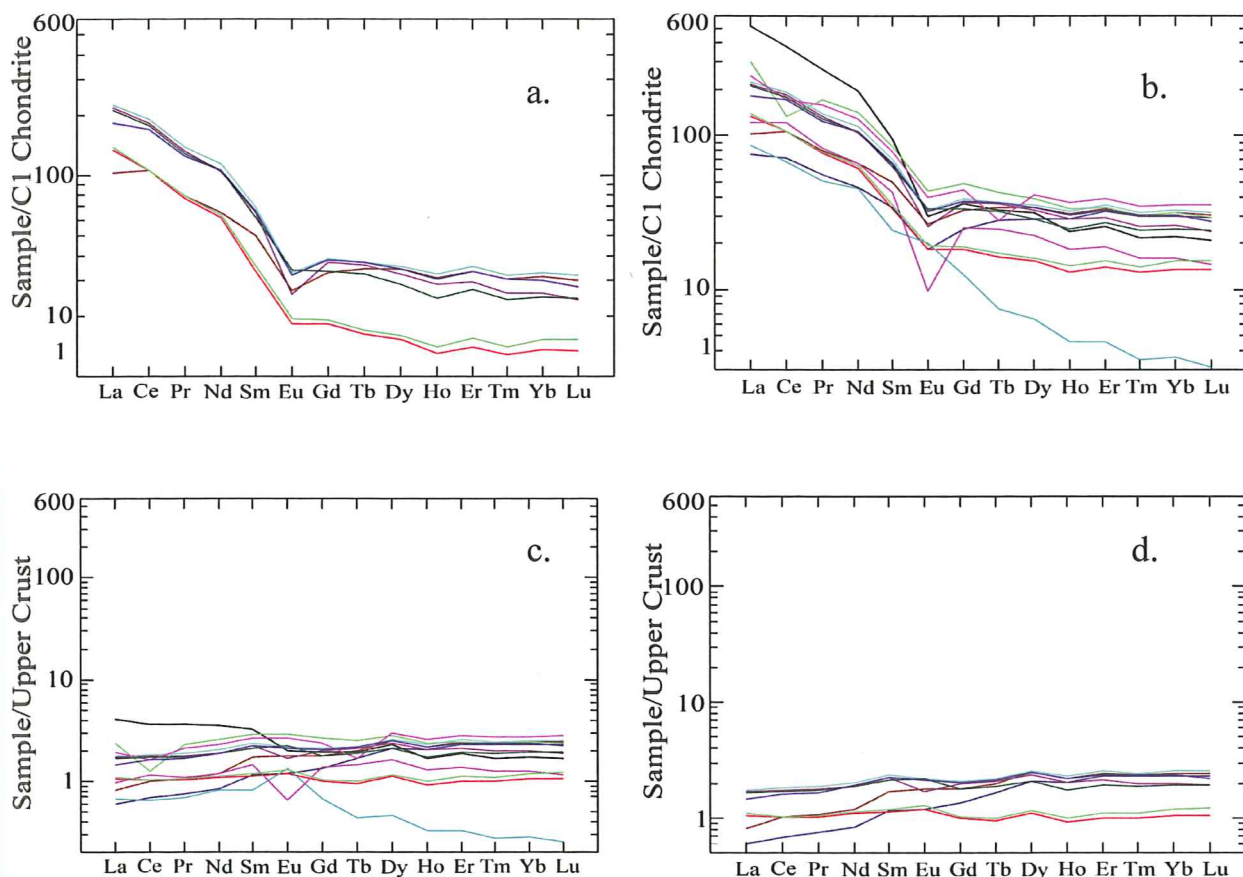 Sample/C1 Chondrite
600
100
10
1
a.
La Ce Pr Nd Sm Eu Gd Tb Dy Ho Er Tm Yb Lu
Sample/C1 Chondrite
600
100
10
1
b.
La Ce Pr Nd Sm Eu Gd Tb Dy Ho Er Tm Yb Lu
Sample/Upper Crust
600
100
10
1
c.
La Ce Pr Nd Sm Eu Gd Tb Dy Ho Er Tm Yb Lu
Sample/Upper Crust
600
100
10
1
d.
La Ce Pr Nd Sm Eu Gd Tb Dy Ho Er Tm Yb Lu